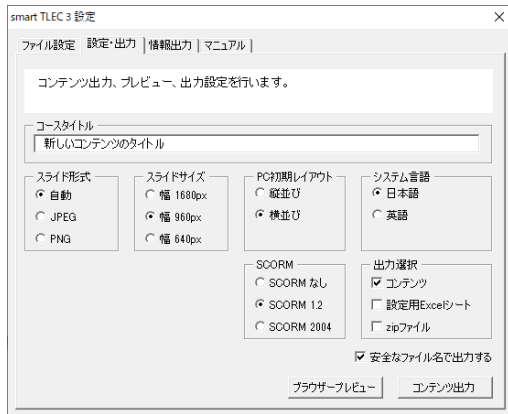 smart TLEC 3 設定
ファイル設定 設定・出力 情報出力 マニュアル
コンテンツ出力、プレビュー、出力設定を行います。
コースタイトル
新しいコンテンツのタイトル
スライド形式
自動
JPEG
PNG
スライドサイズ
幅 1680px
幅 960px
幅 640px
PC初期レイアウト
縦並び
横並び
システム言語
日本語
英語
SCORM
SCORM なし
SCORM 1.2
SCORM 2004
出力選択
コンテンツ
設定用Excelシート
zipファイル
安全なファイル名で出力する
ブラウザープレビュー コンテンツ出力